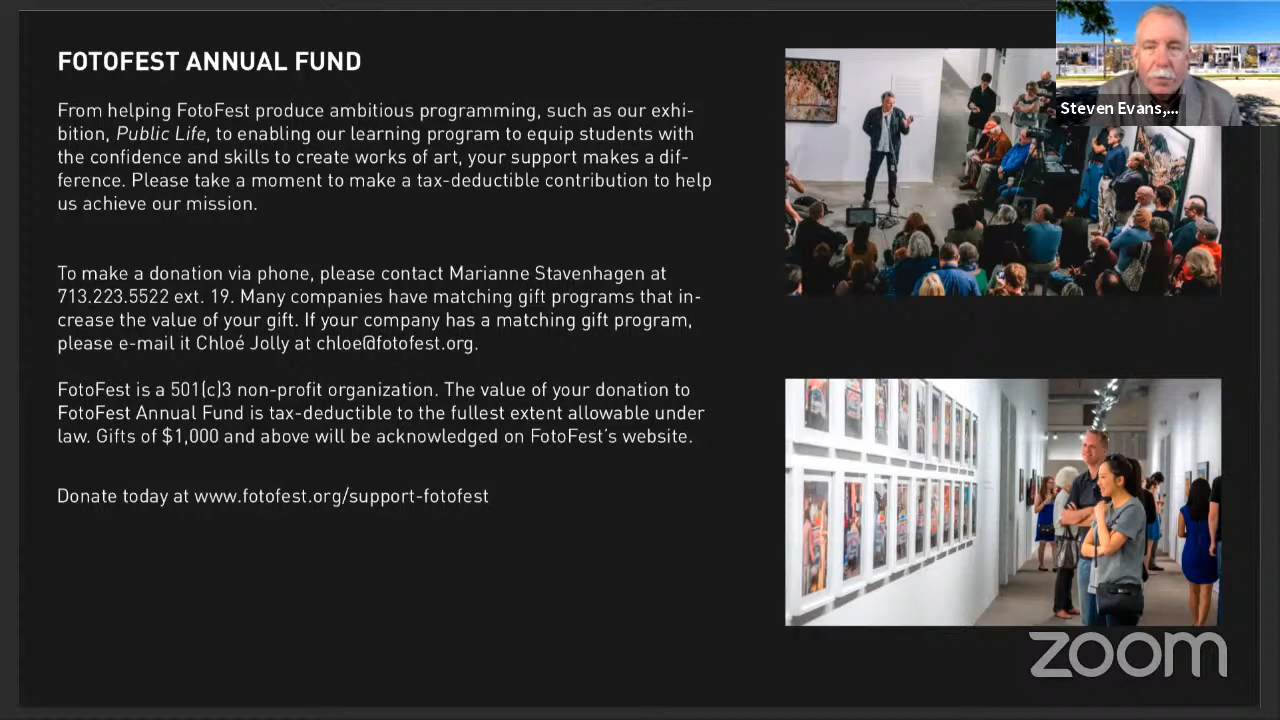 FOTOFEST ANNUAL FUND
From helping FotoFest produce ambitious programming, such as our exhi-
bition, Public Life, to enabling our learning program to equip students with
the confidence and skills to create works of art, your support makes a dif-
ference. Please take a moment to make a tax-deductible contribution to help
us achieve our mission.
To make a donation via phone, please contact Marianne Stavenhagen at
713.223.5522 ext. 19. Many companies have matching gift programs that in-
crease the value of your gift. If your company has a matching gift program,
please e-mail it Chloé Jolly at chloe@fotofest.org.
FotoFest is a 501(c)3 non-profit organization. The value of your donation to
FotoFest Annual Fund is tax-deductible to the fullest extent allowable under
law. Gifts of $1,000 and above will be acknowledged on FotoFest's website.
Donate today at www.fotofest.org/support-fotofest
Steven Evans,...
zoom